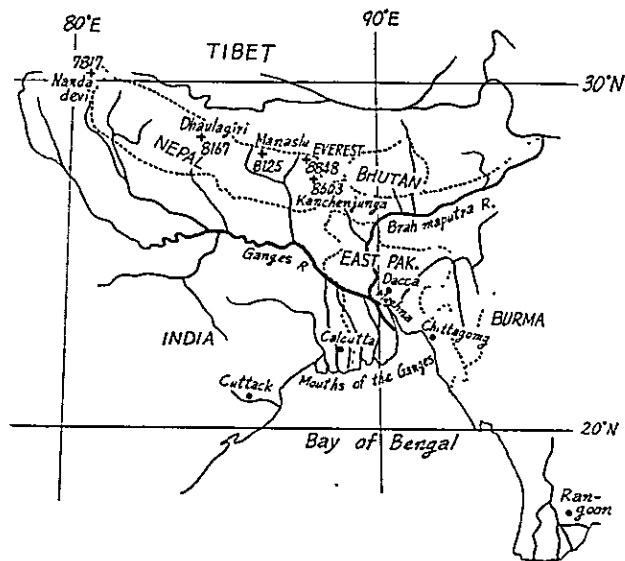 80°E
90°E
TIBET
7817
30°N
Nanda
devi
Dhaulagiri
8167
Manaslu
8125
EVEREST
8848
NEPAL
8603
BHUTAN
Kanchenjunga
Brahmaputra R.
Ganges R
EAST PAK.
Dacca
Meghna
BURMA
INDIA
Calcutta
Chittagong
Mouths of the Ganges
Cuttack
20°N
Bay of Bengal
Ran-
goon